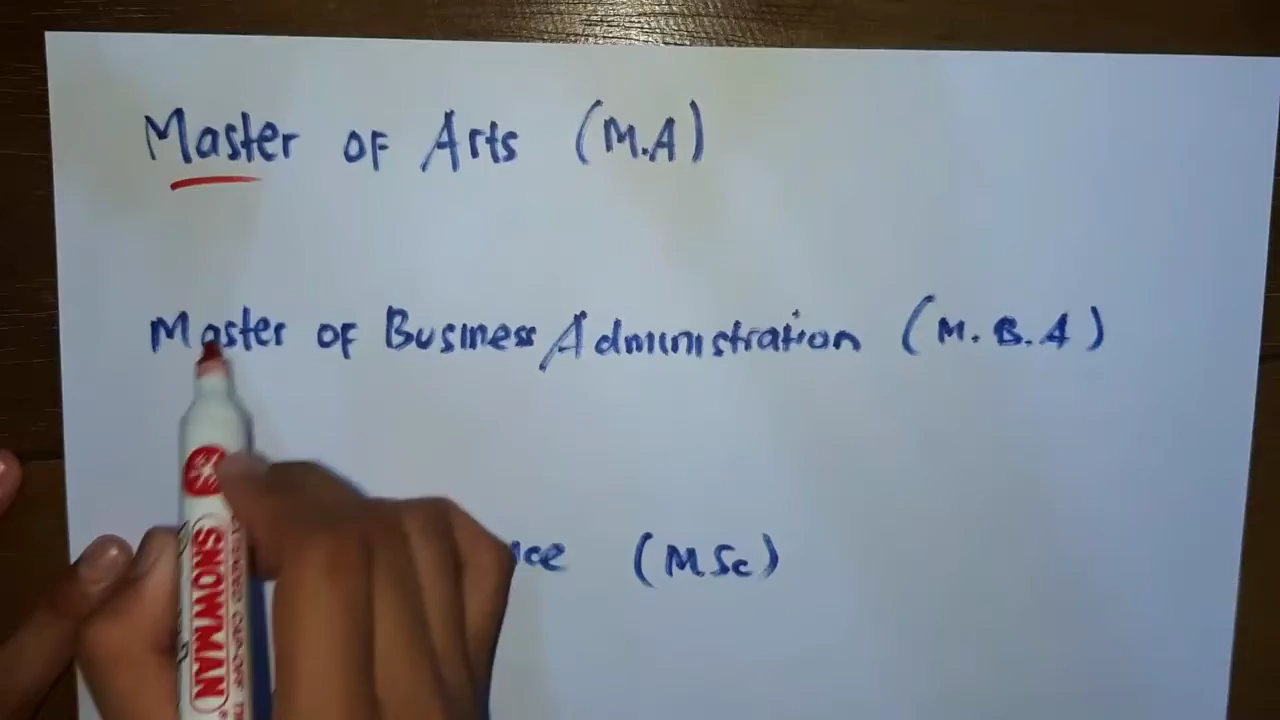 Master OF Arts (M.A)
Master of Business Administration (M.B.A)
(MSc)
SNOWMAN